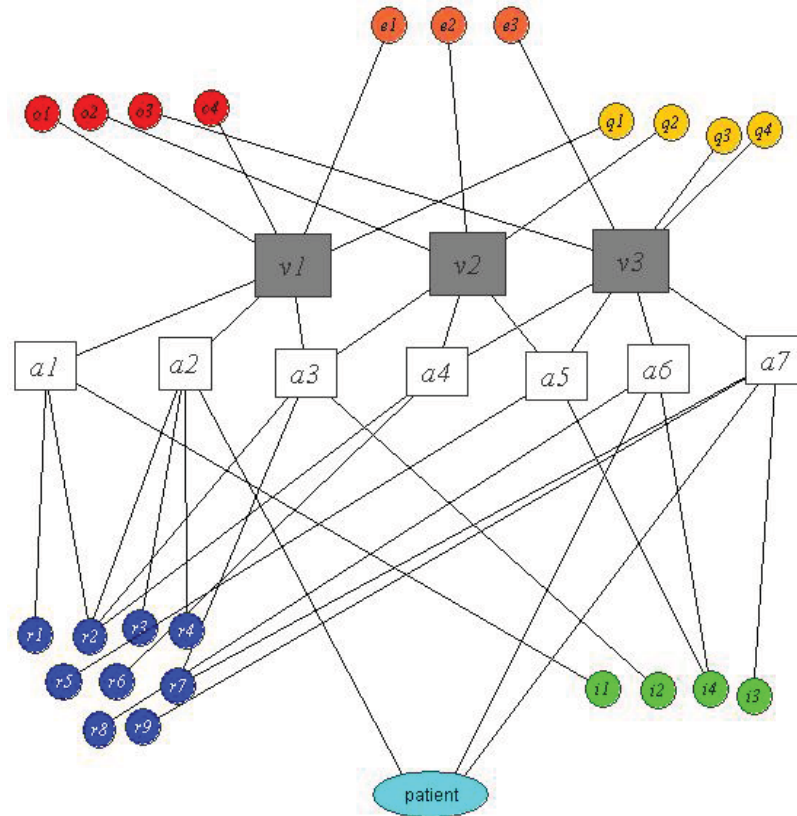 e1 e2 e3
o1 o2 o3 o4
q1 q2 q3 q4
v1 v2 v3
a1 a2 a3 a4 a5 a6 a7
r1 r2 r3 r4
r5 r6 r7
i1 i2 i4 i3
r8 r9
patient